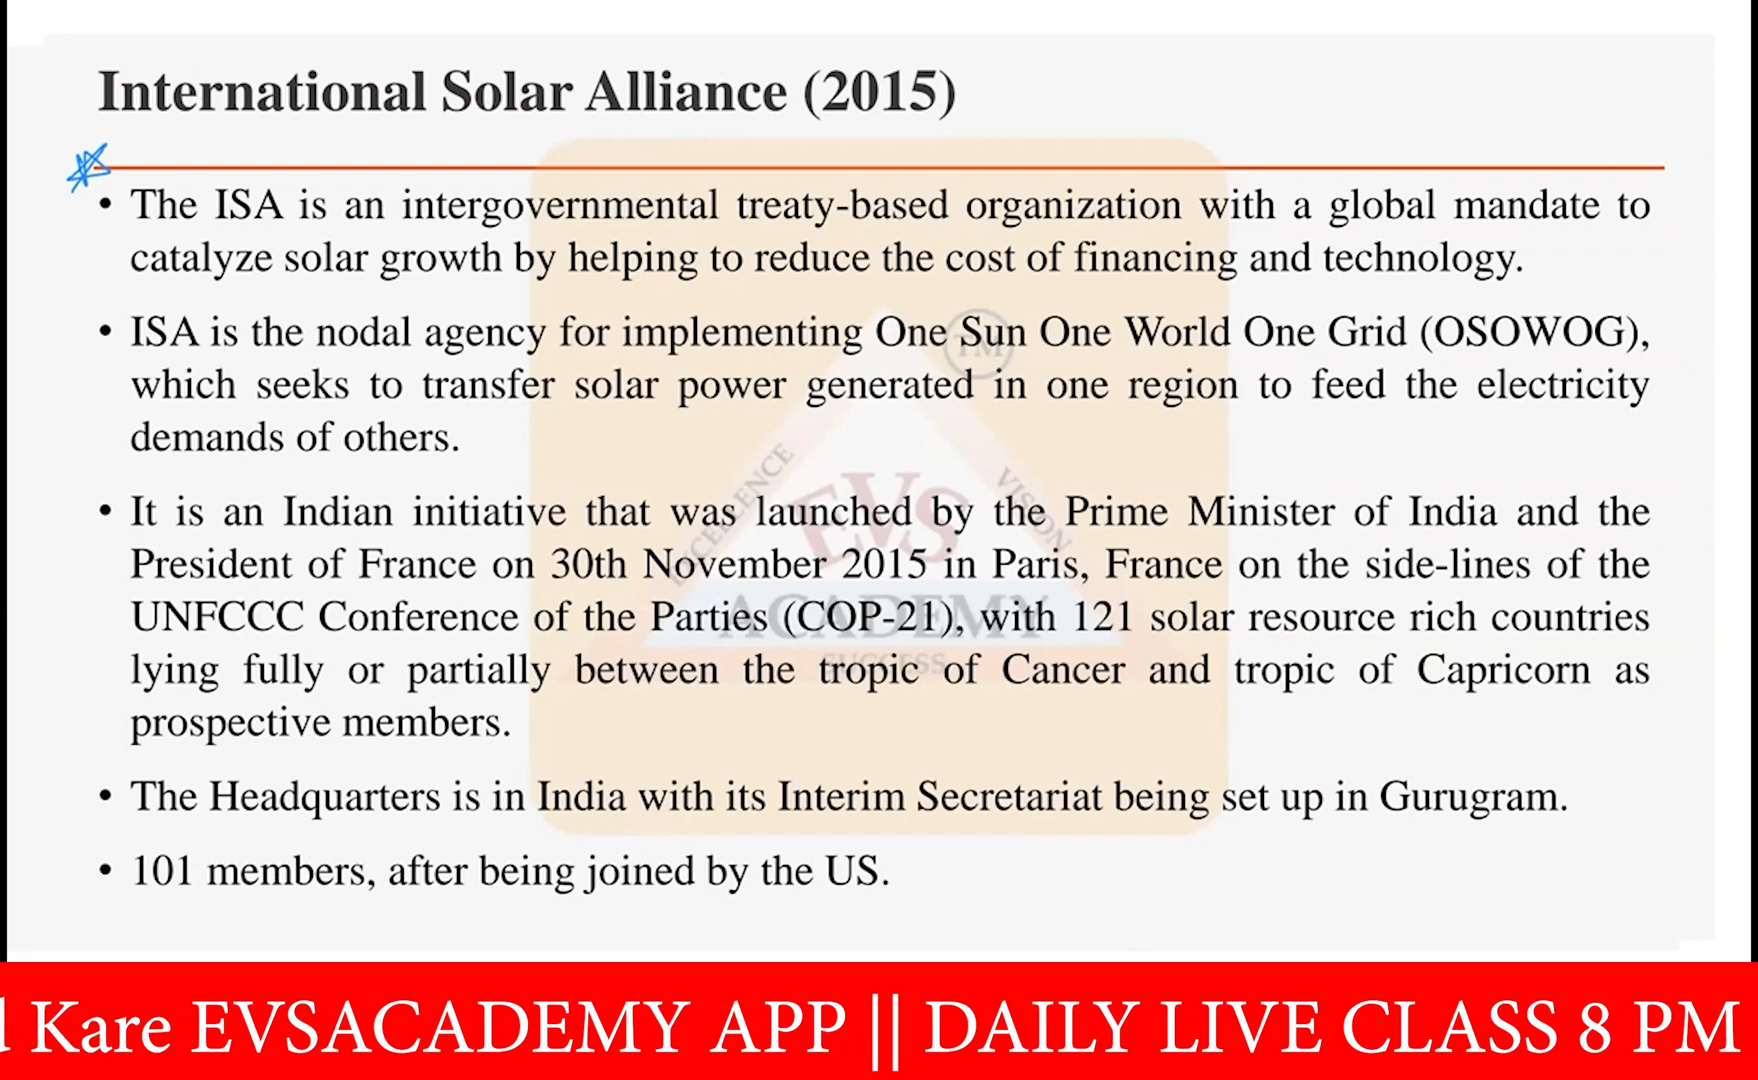 International Solar Alliance (2015)
• The ISA is an intergovernmental treaty-based organization with a global mandate to
catalyze solar growth by helping to reduce the cost of financing and technology.
• ISA is the nodal agency for implementing One Sun One World One Grid (OSOWOG),
which seeks to transfer solar power generated in one region to feed the electricity
demands of others.
• It is an Indian initiative that was launched by the Prime Minister of India and the
President of France on 30th November 2015 in Paris, France on the side-lines of the
UNFCCC Conference of the Parties (COP-21), with 121 solar resource rich countries
lying fully or partially between the tropic of Cancer and tropic of Capricorn as
prospective members.
• The Headquarters is in India with its Interim Secretariat being set up in Gurugram.
• 101 members, after being joined by the US.
TM
EXCELLENCE
VISION
EVS
ACADEMY
SUCCESS
Kare EVSACADEMY APP || DAILY LIVE CLASS 8 PM